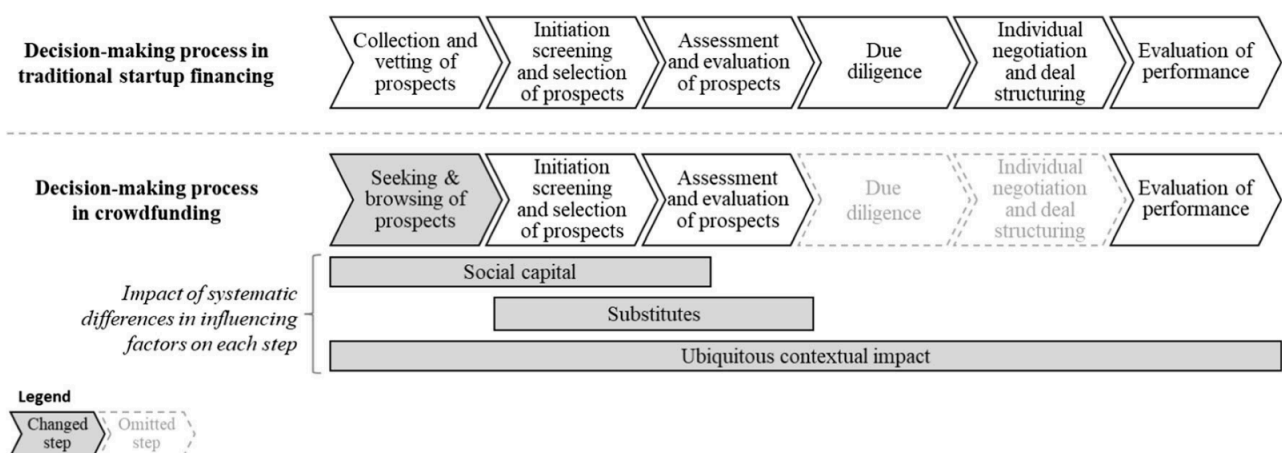 Decision-making process in
traditional startup financing
Collection and
vetting of
prospects
Initiation
screening
and selection
of prospects
Assessment
and evaluation
of prospects
Due
diligence
Individual
negotiation
and deal
structuring
Evaluation of
performance
Decision-making process
in crowdfunding
Seeking &
browsing of
prospects
Initiation
screening
and selection
of prospects
Assessment
and evaluation
of prospects
Due
diligence
Individual
negotiation
and deal
structuring
Evaluation of
performance
Impact of systematic
differences in influencing
factors on each step
Social capital
Substitutes
Ubiquitous contextual impact
Legend
Changed
step
Omitted
step